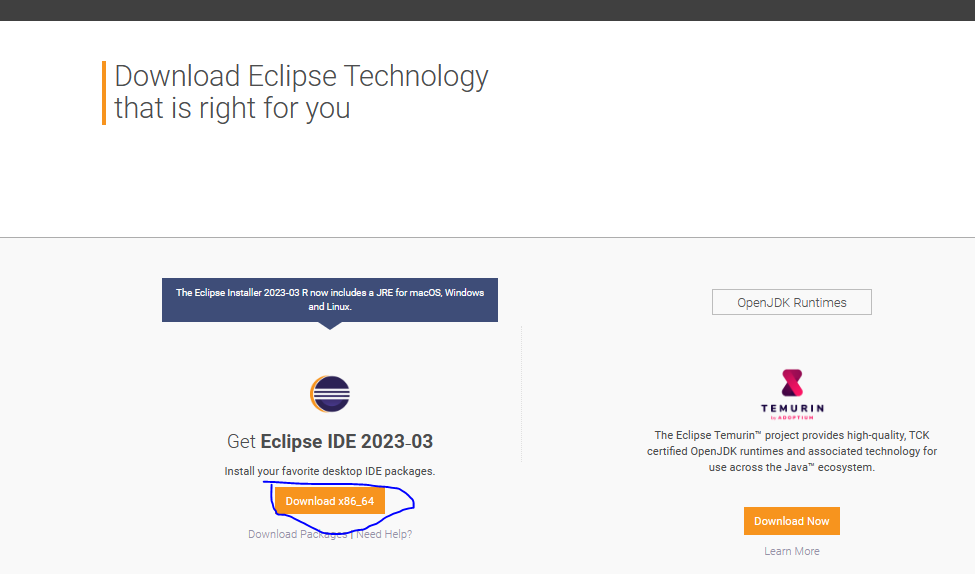 Download Eclipse Technology
that is right for you
The Eclipse Installer 2023-03 R now includes a JRE for macOS, Windows
and Linux.
Get Eclipse IDE 2023-03
Install your favorite desktop IDE packages.
Download x86_64
Download Packages | Need Help?
OpenJDK Runtimes
TEMURIN
by ADOPTIUM
The Eclipse Temurin™ project provides high-quality, TCK
certified OpenJDK runtimes and associated technology for
use across the Java™ ecosystem.
Download Now
Learn More